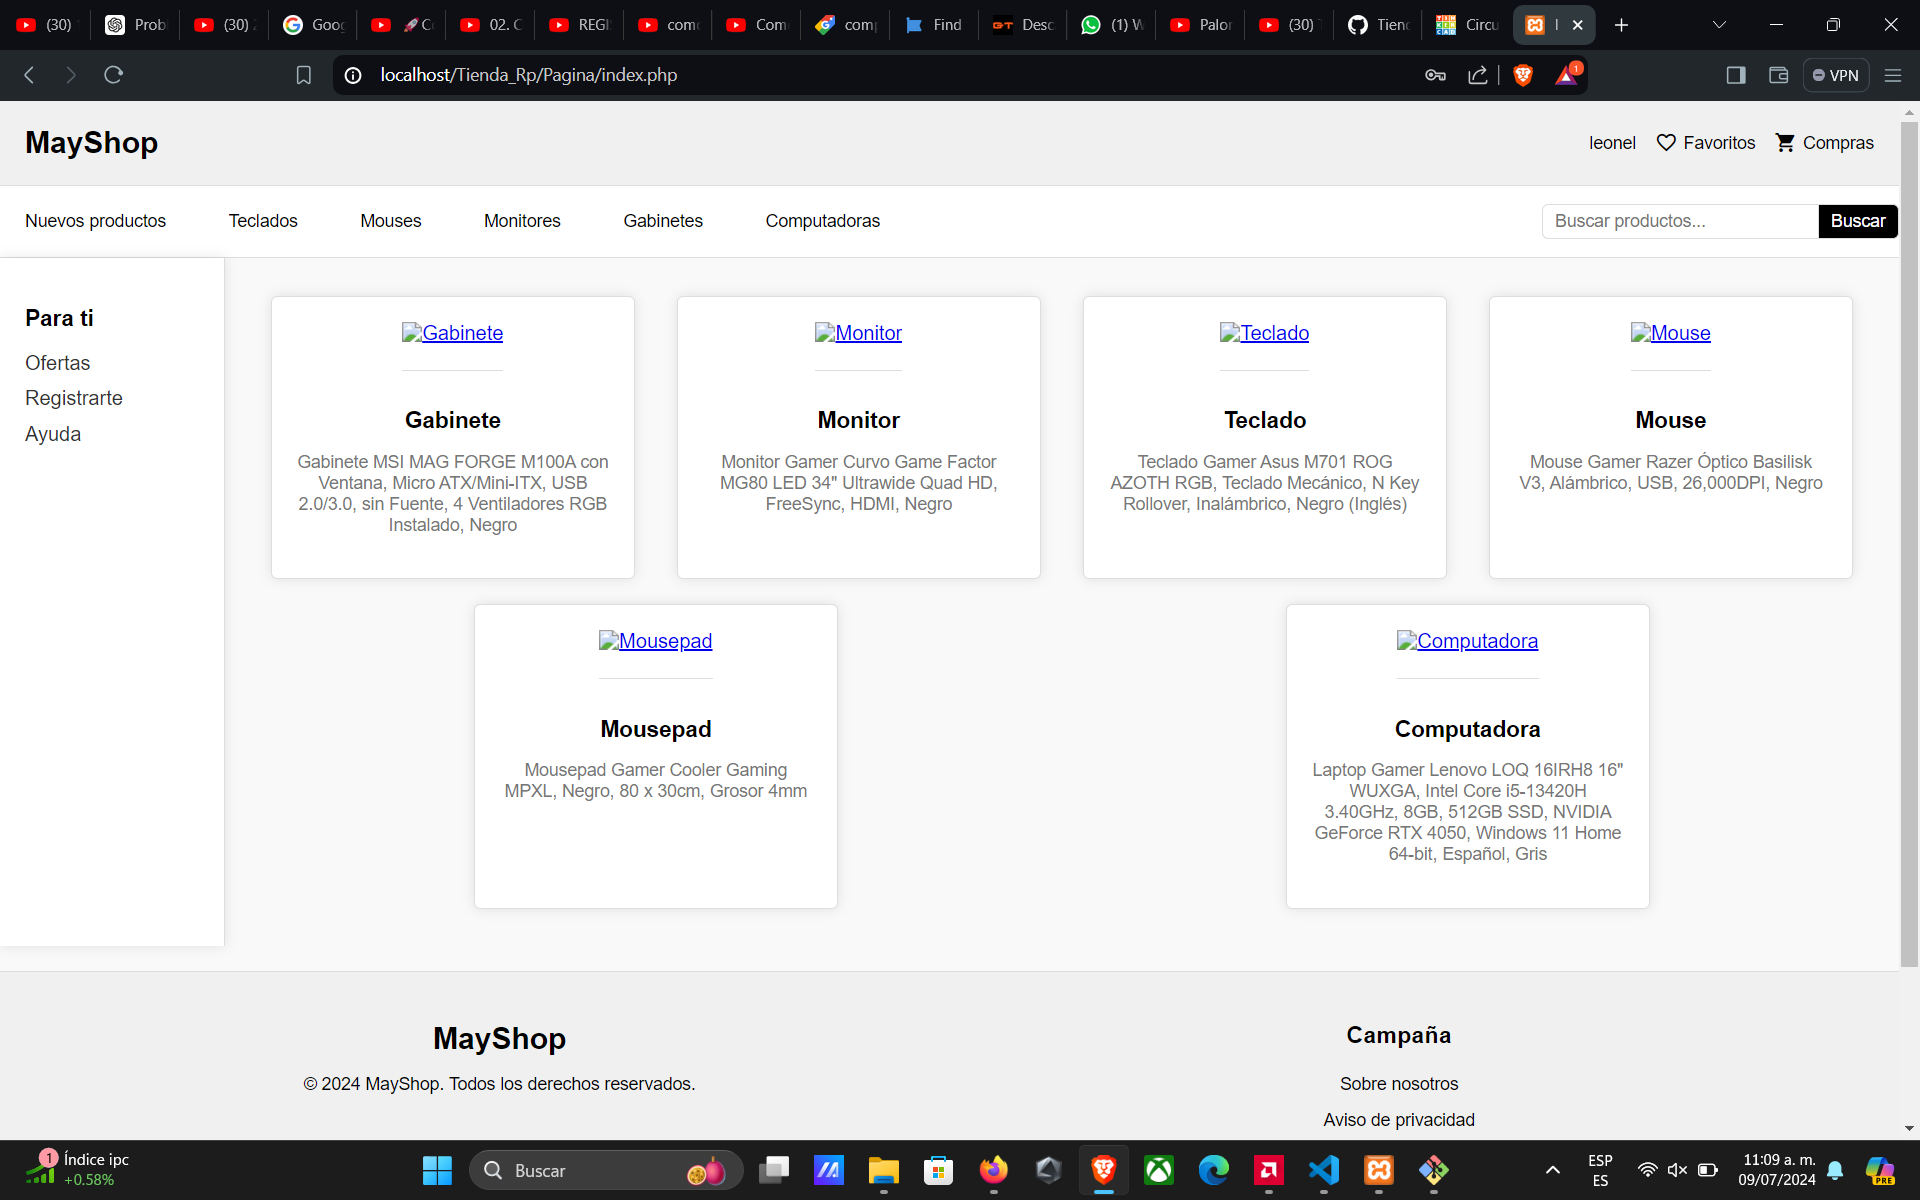 (30)
Prob
(30) 2
Goog
Co
02. C
REGI
como
Com
comp
Find
Desc
(1) W
Palor
(30) T
Tienc
Circu
localhost/Tienda_Rp/Pagina/index.php
1
VPN
MayShop
leonel Favoritos Compras
Nuevos productos Teclados Mouses Monitores Gabinetes Computadoras Buscar productos... Buscar
Para ti
Ofertas
Registrarte
Ayuda
Gabinete
Gabinete
Gabinete MSI MAG FORGE M100A con
Ventana, Micro ATX/Mini-ITX, USB
2.0/3.0, sin Fuente, 4 Ventiladores RGB
Instalado, Negro
Monitor
Monitor
Monitor Gamer Curvo Game Factor
MG80 LED 34" Ultrawide Quad HD,
FreeSync, HDMI, Negro
Teclado
Teclado
Teclado Gamer Asus M701 ROG
AZOTH RGB, Teclado Mecánico, N Key
Rollover, Inalámbrico, Negro (Inglés)
Mouse
Mouse
Mouse Gamer Razer Óptico Basilisk
V3, Alámbrico, USB, 26,000DPI, Negro
Mousepad
Mousepad
Mousepad Gamer Cooler Gaming
MPXL, Negro, 80 x 30cm, Grosor 4mm
Computadora
Computadora
Laptop Gamer Lenovo LOQ 16IRH8 16"
WUXGA, Intel Core i5-13420H
3.40GHz, 8GB, 512GB SSD, NVIDIA
GeForce RTX 4050, Windows 11 Home
64-bit, Español, Gris
MayShop
© 2024 MayShop. Todos los derechos reservados.
Campaña
Sobre nosotros
Aviso de privacidad
1
Índice ipc
+0.58%
Buscar
ESP
ES
11:09 a. m.
09/07/2024
PRE